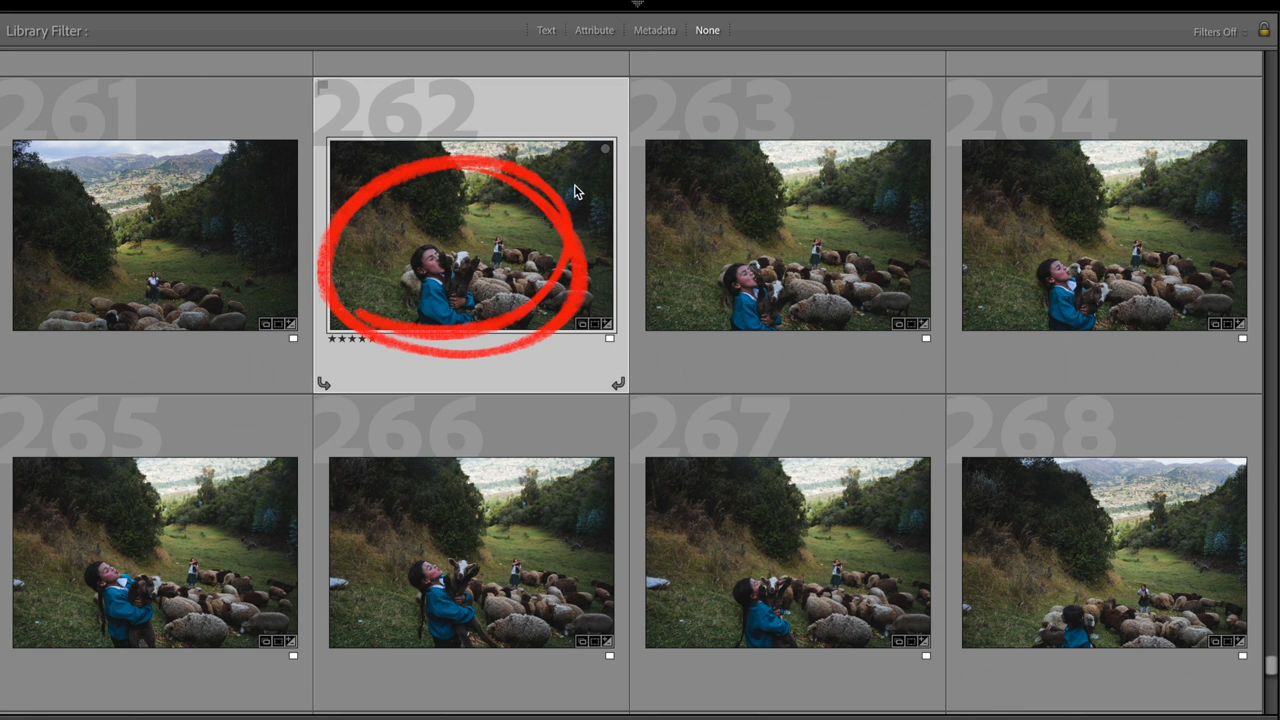 Library Filter :
Text Attribute Metadata None
Filters Off
261 262 263 264
★★★★★
265 266 267 268